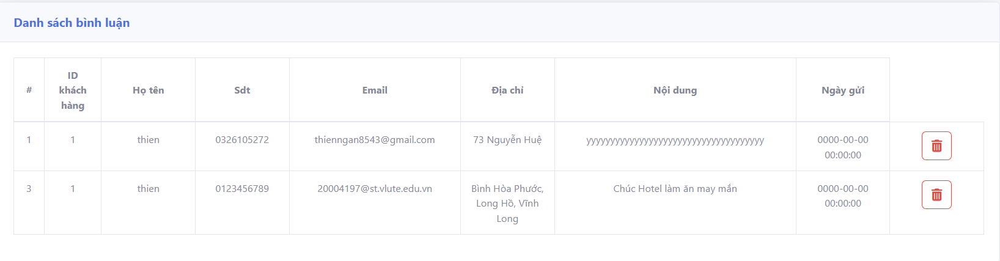 Danh sách bình luận
#
ID
khách
hàng
Họ tên
Sdt
Email
Địa chỉ
Nội dung
Ngày gửi
1
1
thien
0326105272
thienngan8543@gmail.com
73 Nguyễn Huệ
yyyyyyyyyyyyyyyyyyyyyyyyyyyyyyyyyyyyy
0000-00-00
00:00:00
3
1
thien
0123456789
20004197@st.vlute.edu.vn
Bình Hòa Phước,
Long Hồ, Vĩnh
Long
Chúc Hotel làm ăn may mắn
0000-00-00
00:00:00